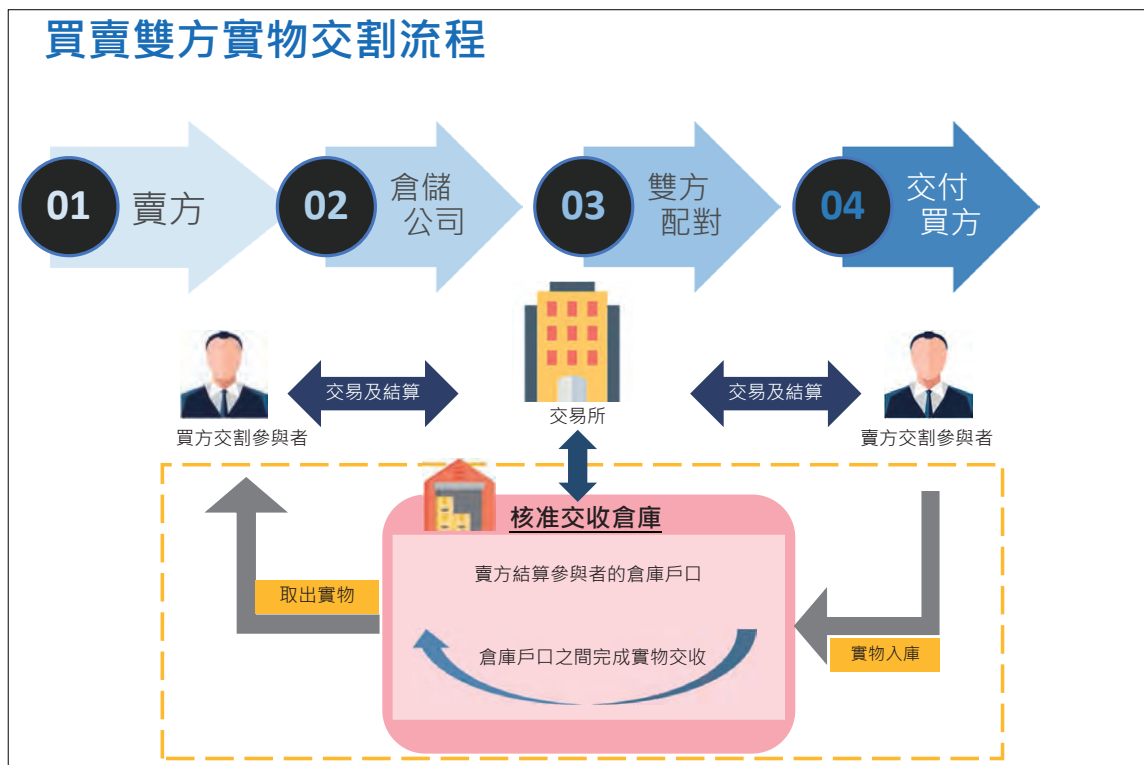 買賣雙方實物交割流程
01
賣方
02
倉儲
公司
03
雙方
配對
04
交付
買方
交易及結算
交易及結算
交易所
買方交割參與者
賣方交割參與者
核准交收倉庫
賣方結算參與者的倉庫戶口
取出實物
倉庫戶口之間完成實物交收
實物入庫